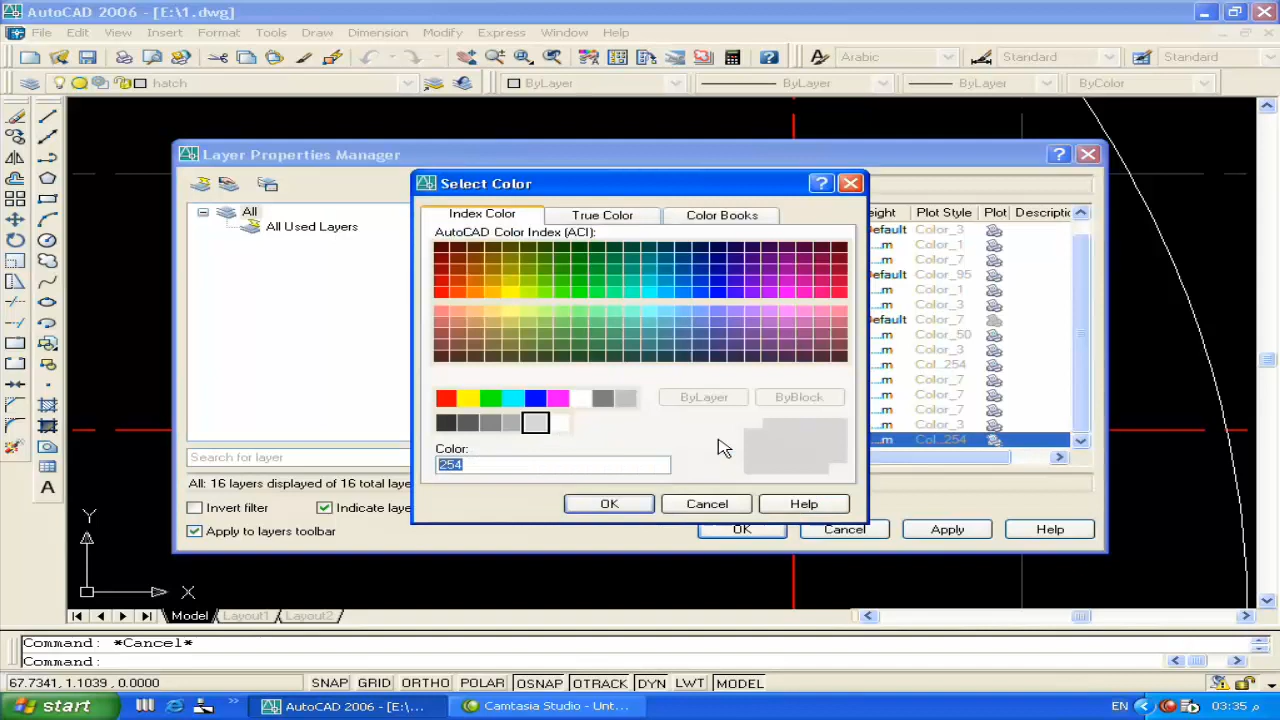 AutoCAD 2006 - [E:\1.dwg]
File Edit View Insert Format Tools Draw Dimension Modify Express Window Help
Arabic Standard Standard
hatch ByLayer ByLayer ByLayer ByColor
Layer Properties Manager
Select Color
All
All Used Layers
Index Color True Color Color Books
AutoCAD Color Index (ACI):
eight Plot Style Plot Descripti
Default Color_3
...m Color_1
...m Color_7
Default Color_95
...m Color_1
...m Color_3
Default Color_7
...m Color_50
...m Color_3
...m Col...254
...m Color_7
...m Color_7
...m Color_3
...m Col...254
ByLayer ByBlock
Color:
254
OK Cancel Help
Search for layer
All: 16 layers displayed of 16 total laye
Invert filter Indicate laye
Apply to layers toolbar
OK Cancel Apply Help
Y
X
A
Model Layout1 Layout2
Command: *Cancel*
Command:
67.7341, 1.1039, 0.0000 SNAP GRID ORTHO POLAR OSNAP OTRACK DYN LWT MODEL
start AutoCAD 2006 - [E:\... Camtasia Studio - Unt... EN 03:35 م